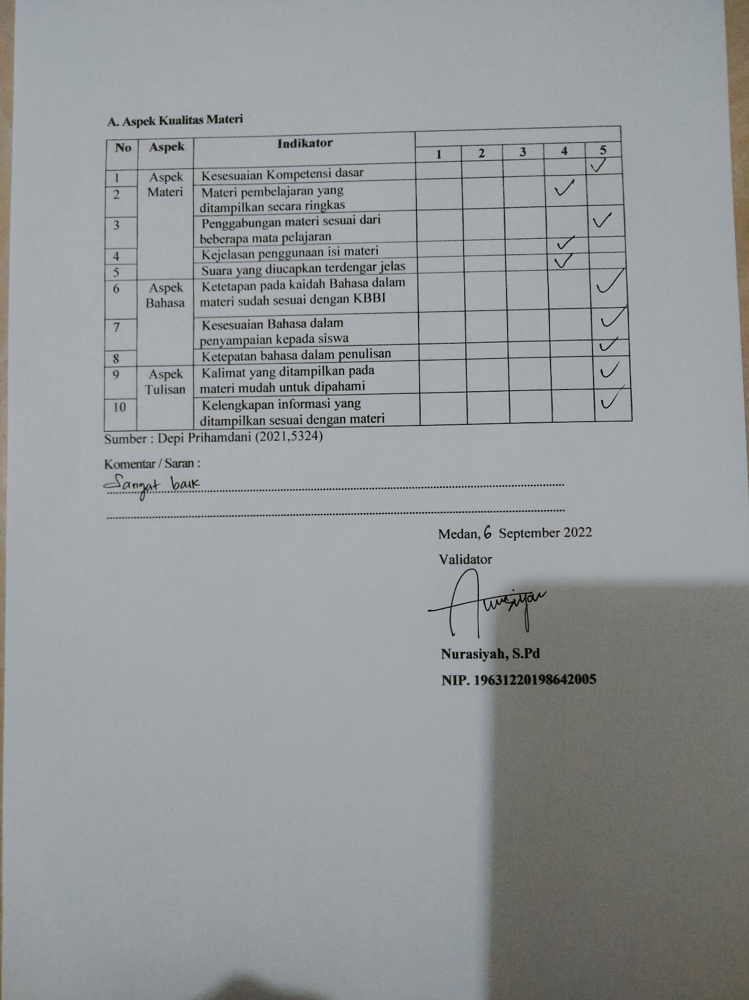 A. Aspek Kualitas Materi
No Aspek Indikator
1 2 3 4 5
1 Aspek Materi Kesesuaian Kompetensi dasar ✓
2 Materi pembelajaran yang
ditampilkan secara ringkas ✓
3 Penggabungan materi sesuai dari
beberapa mata pelajaran ✓
4 Kejelasan penggunaan isi materi ✓
5 Suara yang diucapkan terdengar jelas ✓
6 Aspek Bahasa Ketetapan pada kaidah Bahasa dalam
materi sudah sesuai dengan KBBI ✓
7 Kesesuaian Bahasa dalam
penyampaian kepada siswa ✓
8 Ketepatan bahasa dalam penulisan ✓
9 Aspek Tulisan Kalimat yang ditampilkan pada
materi mudah untuk dipahami ✓
10 Kelengkapan informasi yang
ditampilkan sesuai dengan materi ✓
Sumber : Depi Prihamdani (2021,5324)
Komentar / Saran :
Sangat baik
Medan, 6 September 2022
Validator
Nurasiyah, S.Pd
NIP. 19631220198642005